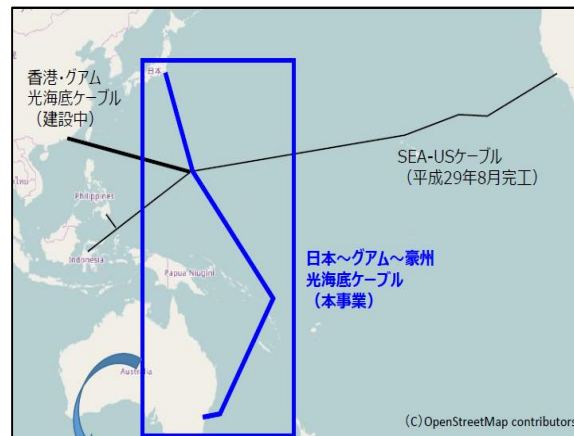 香港・グアム
光海底ケーブル
（建設中）
日本
SEA-USケーブル
（平成29年8月完工）
Philippines
Indonesia
Papua Niugini
日本～グアム～豪州
光海底ケーブル
（本事業）
Australia
(C)OpenStreetMap contributors